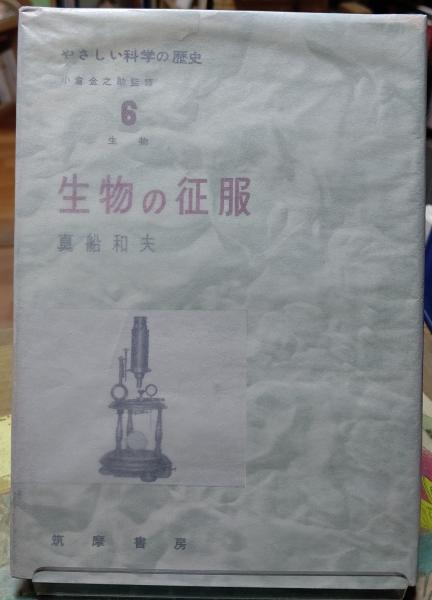 やさしい科学の歴史
小倉金之助監修
6
生物
生物の征服
真船和夫
筑摩書房